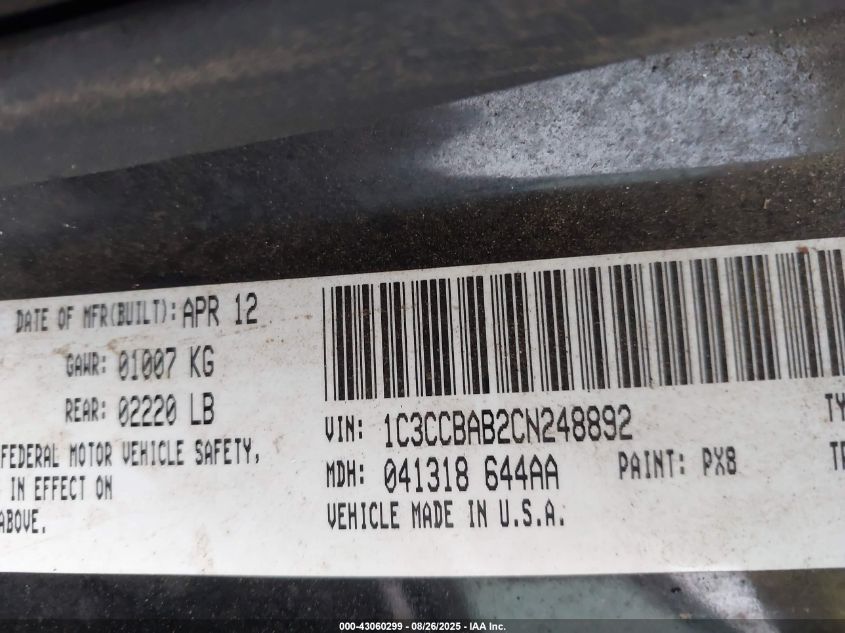 DATE OF MFR(BUILT): APR 12
GAWR: 01007 KG
REAR: 02220 LB
FEDERAL MOTOR VEHICLE SAFETY,
IN EFFECT ON
ABOVE.
VIN: 1C3CCBAB2CN248892
TY
MDH: 041318 644AA
PAINT: PX8
VEHICLE MADE IN U.S.A.
000-43060299 - 08/26/2025 - IAA Inc.